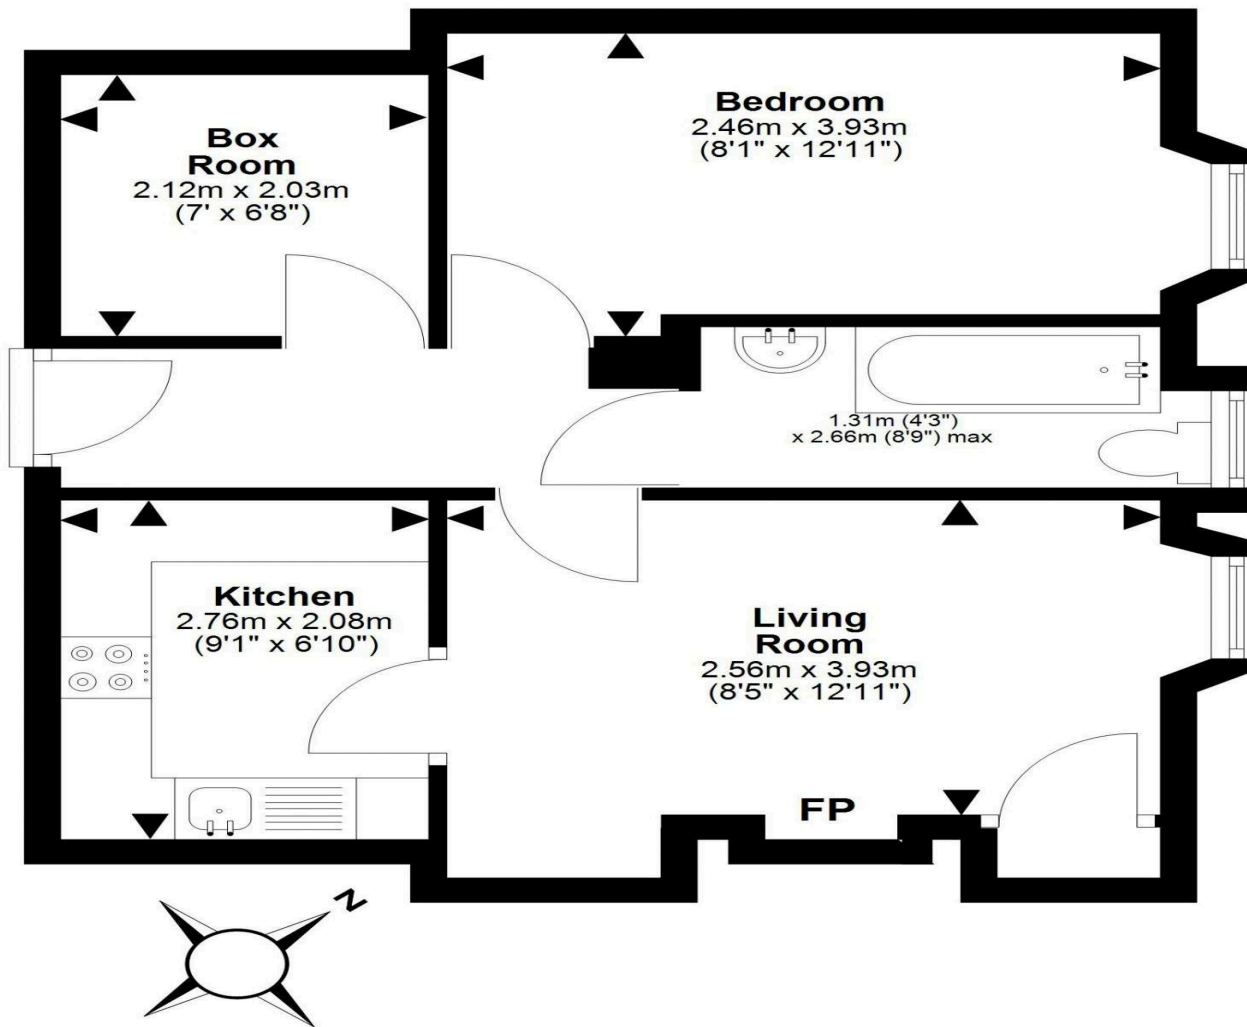 Box
Room
2.12m x 2.03m
(7' x 6'8")
Bedroom
2.46m x 3.93m
(8'1" x 12'11")
1.31m (4'3")
x 2.66m (8'9") max
Kitchen
2.76m x 2.08m
(9'1" x 6'10")
Living
Room
2.56m x 3.93m
(8'5" x 12'11")
FP
N